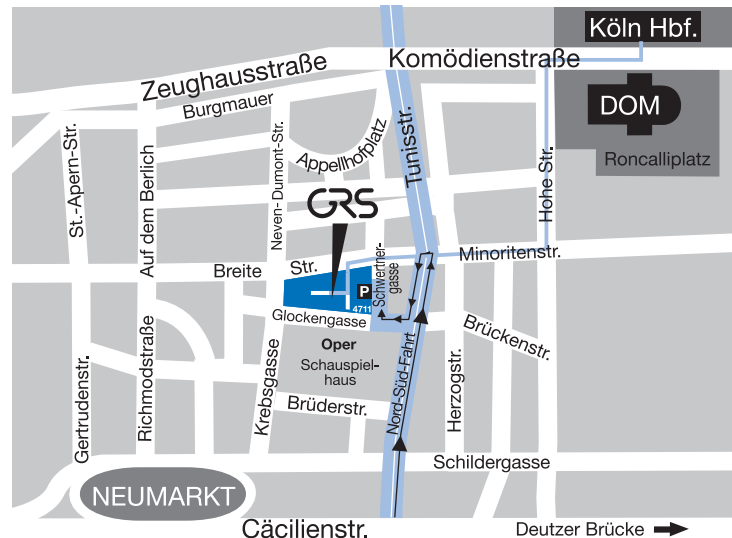 Köln Hbf.
Komödienstraße
Zeughausstraße
Burgmauer
DOM
Roncalliplatz
Tunisstr.
Appellhofplatz
Neven-Dumont-Str.
St.-Apern-Str.
Auf dem Berlich
Hohe Str.
GRS
Breite Str.
Minoritenstr.
Schwertner-
gasse
P
4711
Glockengasse
Oper
Schauspiel-
haus
Brückenstr.
Nord-Süd-Fahrt
Herzogstr.
Krebsgasse
Richmodstraße
Gertrudenstr.
Brüderstr.
Schildergasse
NEUMARKT
Cäcilienstr.
Deutzer Brücke